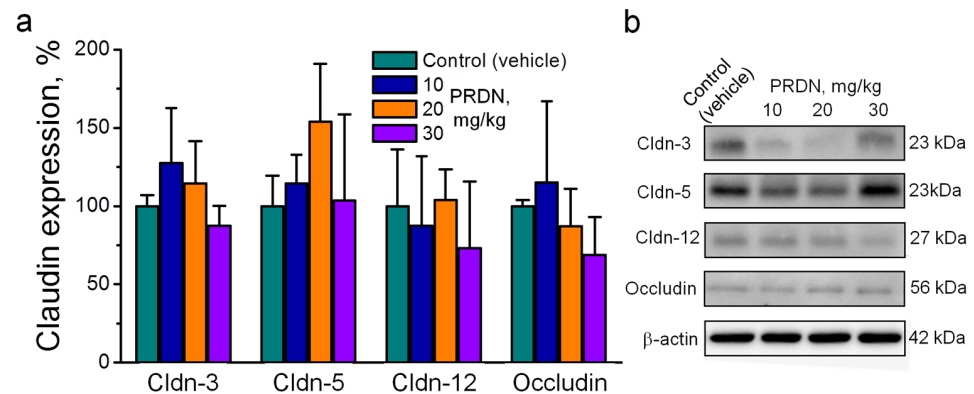 a
Claudin expression, %
200
150
100
50
0
Control (vehicle)
10
20
30
PRDN,
mg/kg
Cldn-3 Cldn-5 Cldn-12 Occludin
b
Control
(vehicle)
PRDN, mg/kg
10 20 30
Cldn-3 23 kDa
Cldn-5 23kDa
Cldn-12 27 kDa
Occludin 56 kDa
β-actin 42 kDa